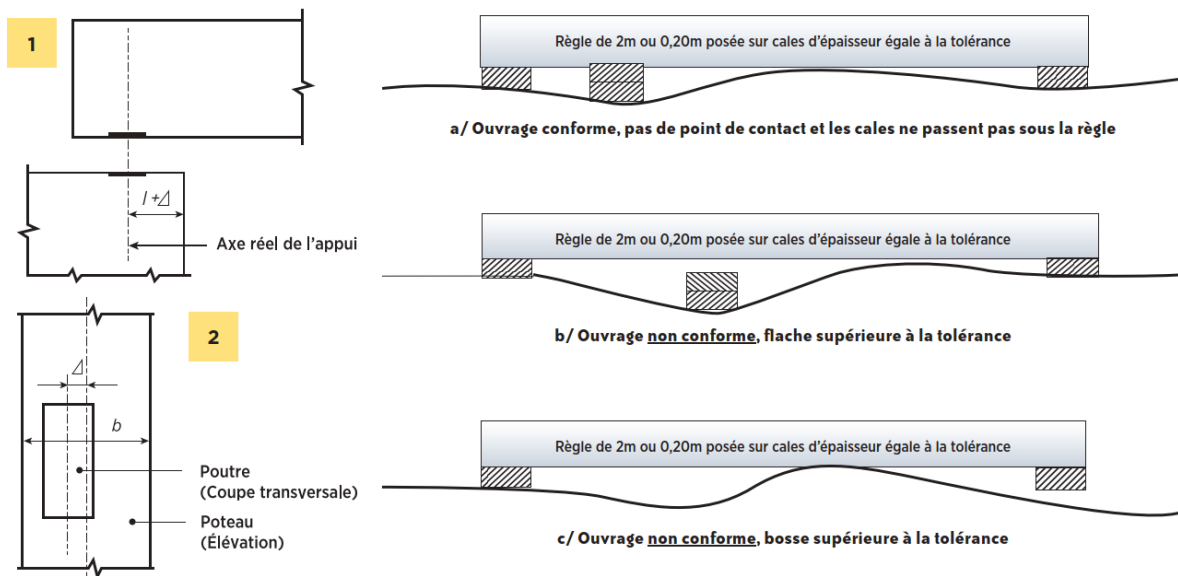 1
l +Δ
Axe réel de l'appui
2
Δ
b
Poutre
(Coupe transversale)
Poteau
(Élévation)
Règle de 2m ou 0,20m posée sur cales d'épaisseur égale à la tolérance
a/ Ouvrage conforme, pas de point de contact et les cales ne passent pas sous la règle
Règle de 2m ou 0,20m posée sur cales d'épaisseur égale à la tolérance
b/ Ouvrage non conforme, flache supérieure à la tolérance
Règle de 2m ou 0,20m posée sur cales d'épaisseur égale à la tolérance
c/ Ouvrage non conforme, bosse supérieure à la tolérance